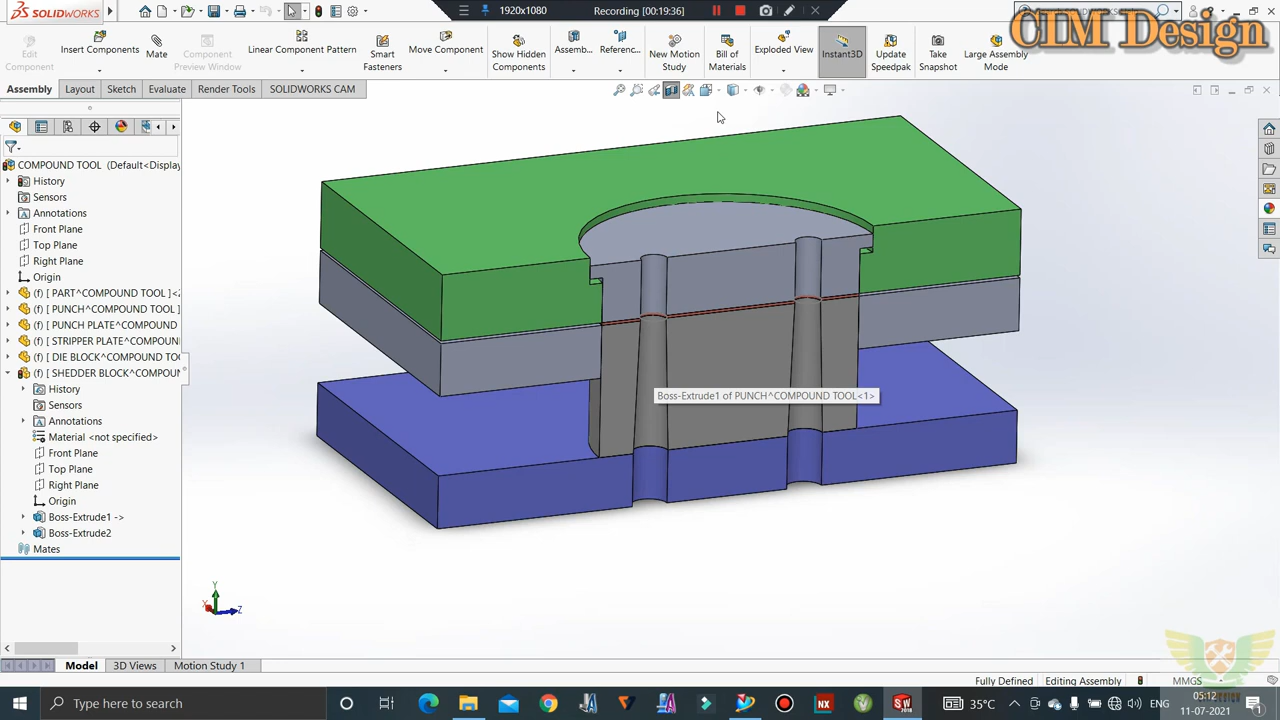 SOLIDWORKS
1920x1080
Recording [00:19:36]
CIM Design
Edit
Component
Insert Components
Mate
Component
Preview Window
Linear Component Pattern
Smart
Fasteners
Move Component
Show Hidden
Components
Assemb...
Referenc...
New Motion
Study
Bill of
Materials
Exploded View
Instant3D
Update
Speedpak
Take
Snapshot
Large Assembly
Mode
Assembly
Layout
Sketch
Evaluate
Render Tools
SOLIDWORKS CAM
COMPOUND TOOL (Default<Display
History
Sensors
Annotations
Front Plane
Top Plane
Right Plane
Origin
(f) [ PART^COMPOUND TOOL ]<
(f) [ PUNCH^COMPOUND TOOL ]
(f) [ PUNCH PLATE^COMPOUND
(f) [ STRIPPER PLATE^COMPOUN
(f) [ DIE BLOCK^COMPOUND TO
(f) [ SHEDDER BLOCK^COMPOUN
History
Sensors
Annotations
Material <not specified>
Front Plane
Top Plane
Right Plane
Origin
Boss-Extrude1 ->
Boss-Extrude2
Mates
Boss-Extrude1 of PUNCH^COMPOUND TOOL<1>
Y
X
Z
Model
3D Views
Motion Study 1
Fully Defined
Editing Assembly
MMGS
Type here to search
NX
SW
2018
35°C
05:12
11-07-2021